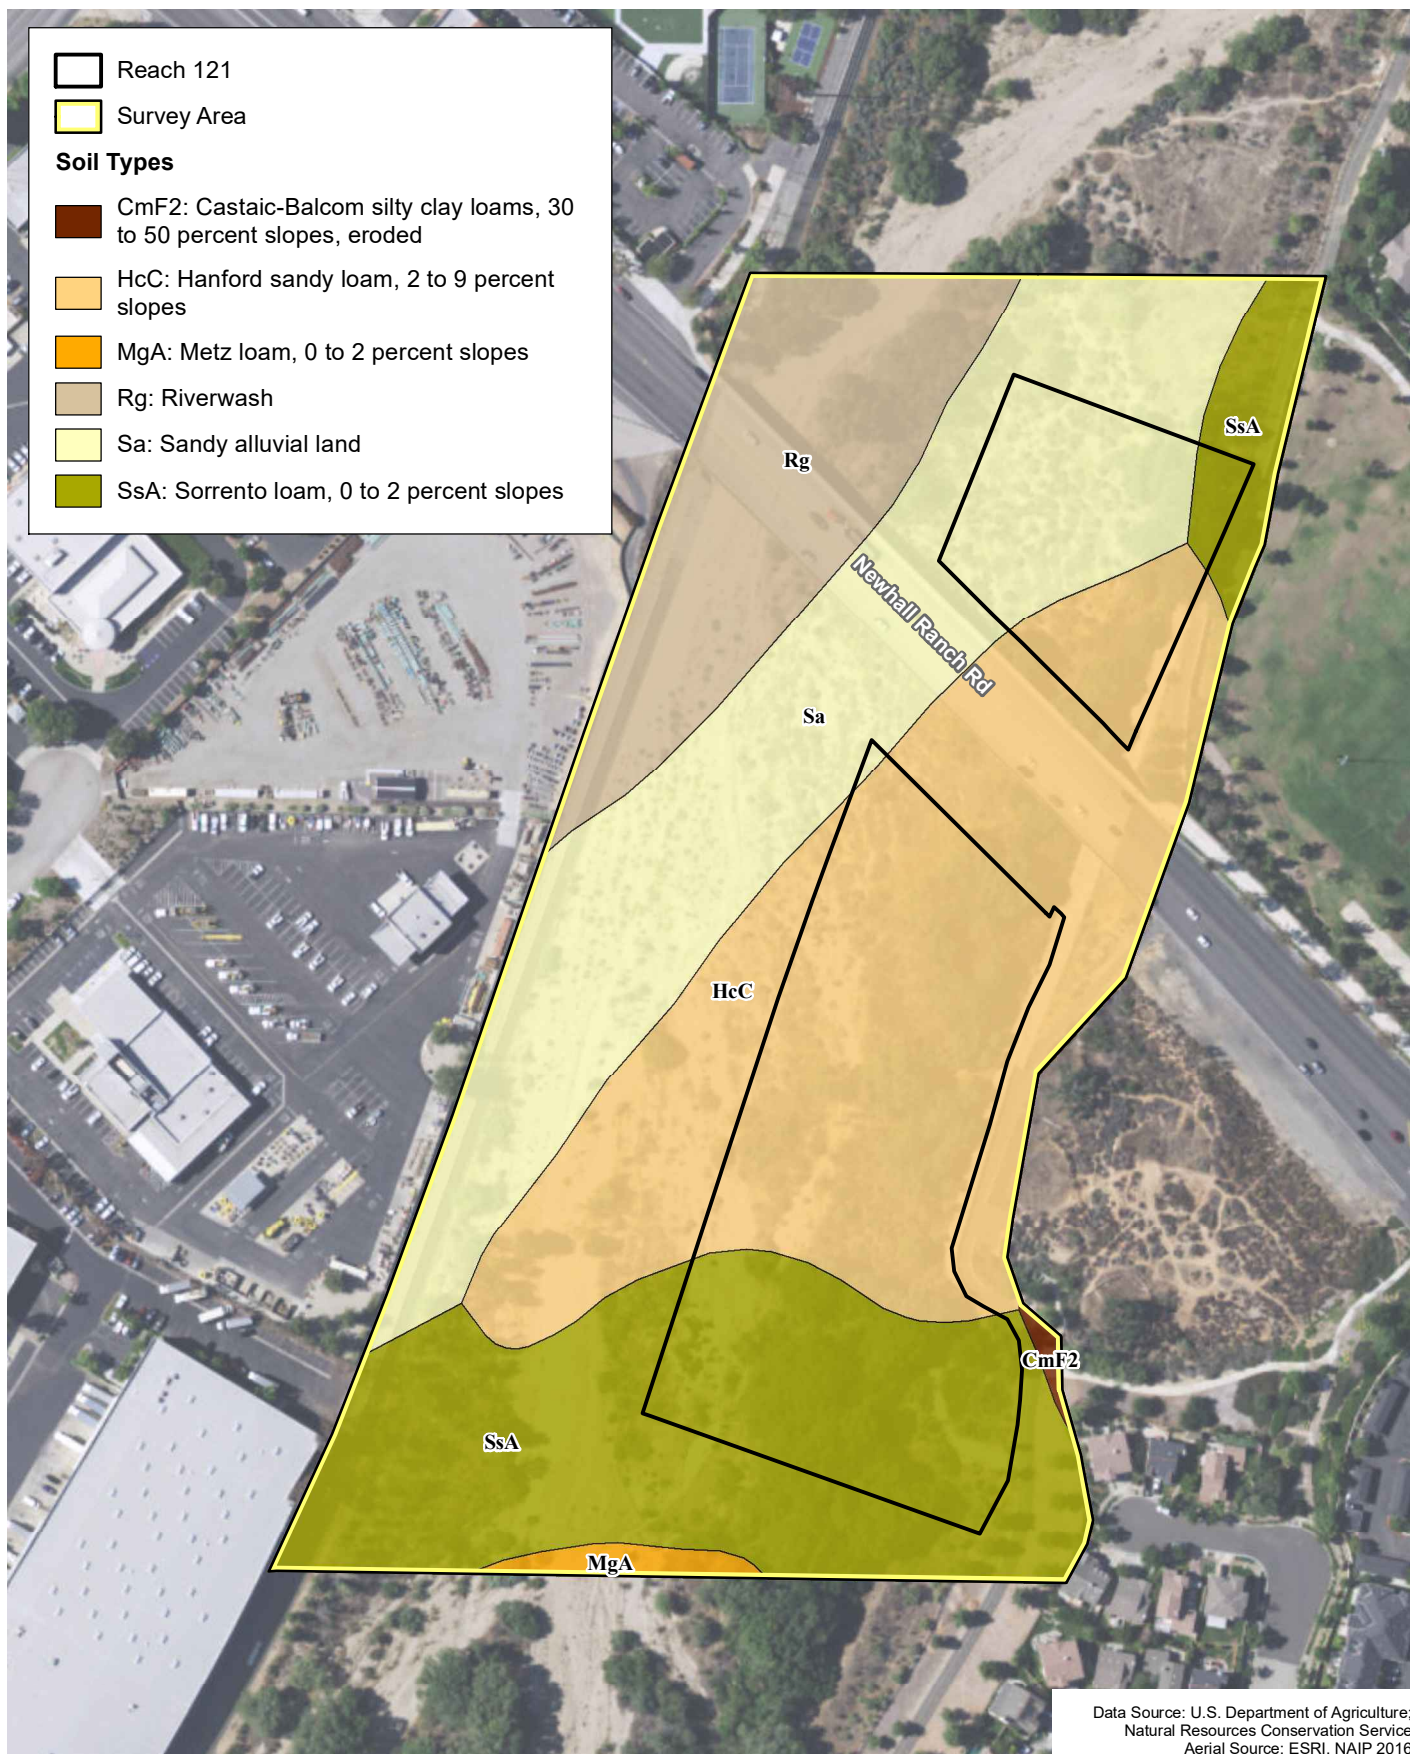 Reach 121
Survey Area
Soil Types
CmF2: Castaic-Balcom silty clay loams, 30
to 50 percent slopes, eroded
HcC: Hanford sandy loam, 2 to 9 percent
slopes
MgA: Metz loam, 0 to 2 percent slopes
Rg: Riverwash
Sa: Sandy alluvial land
SsA: Sorrento loam, 0 to 2 percent slopes
SsA
Rg
Newhall Ranch Rd
Sa
HcC
CmF2
SsA
MgA
Data Source: U.S. Department of Agriculture;
Natural Resources Conservation Service
Aerial Source: ESRI, NAIP 2016